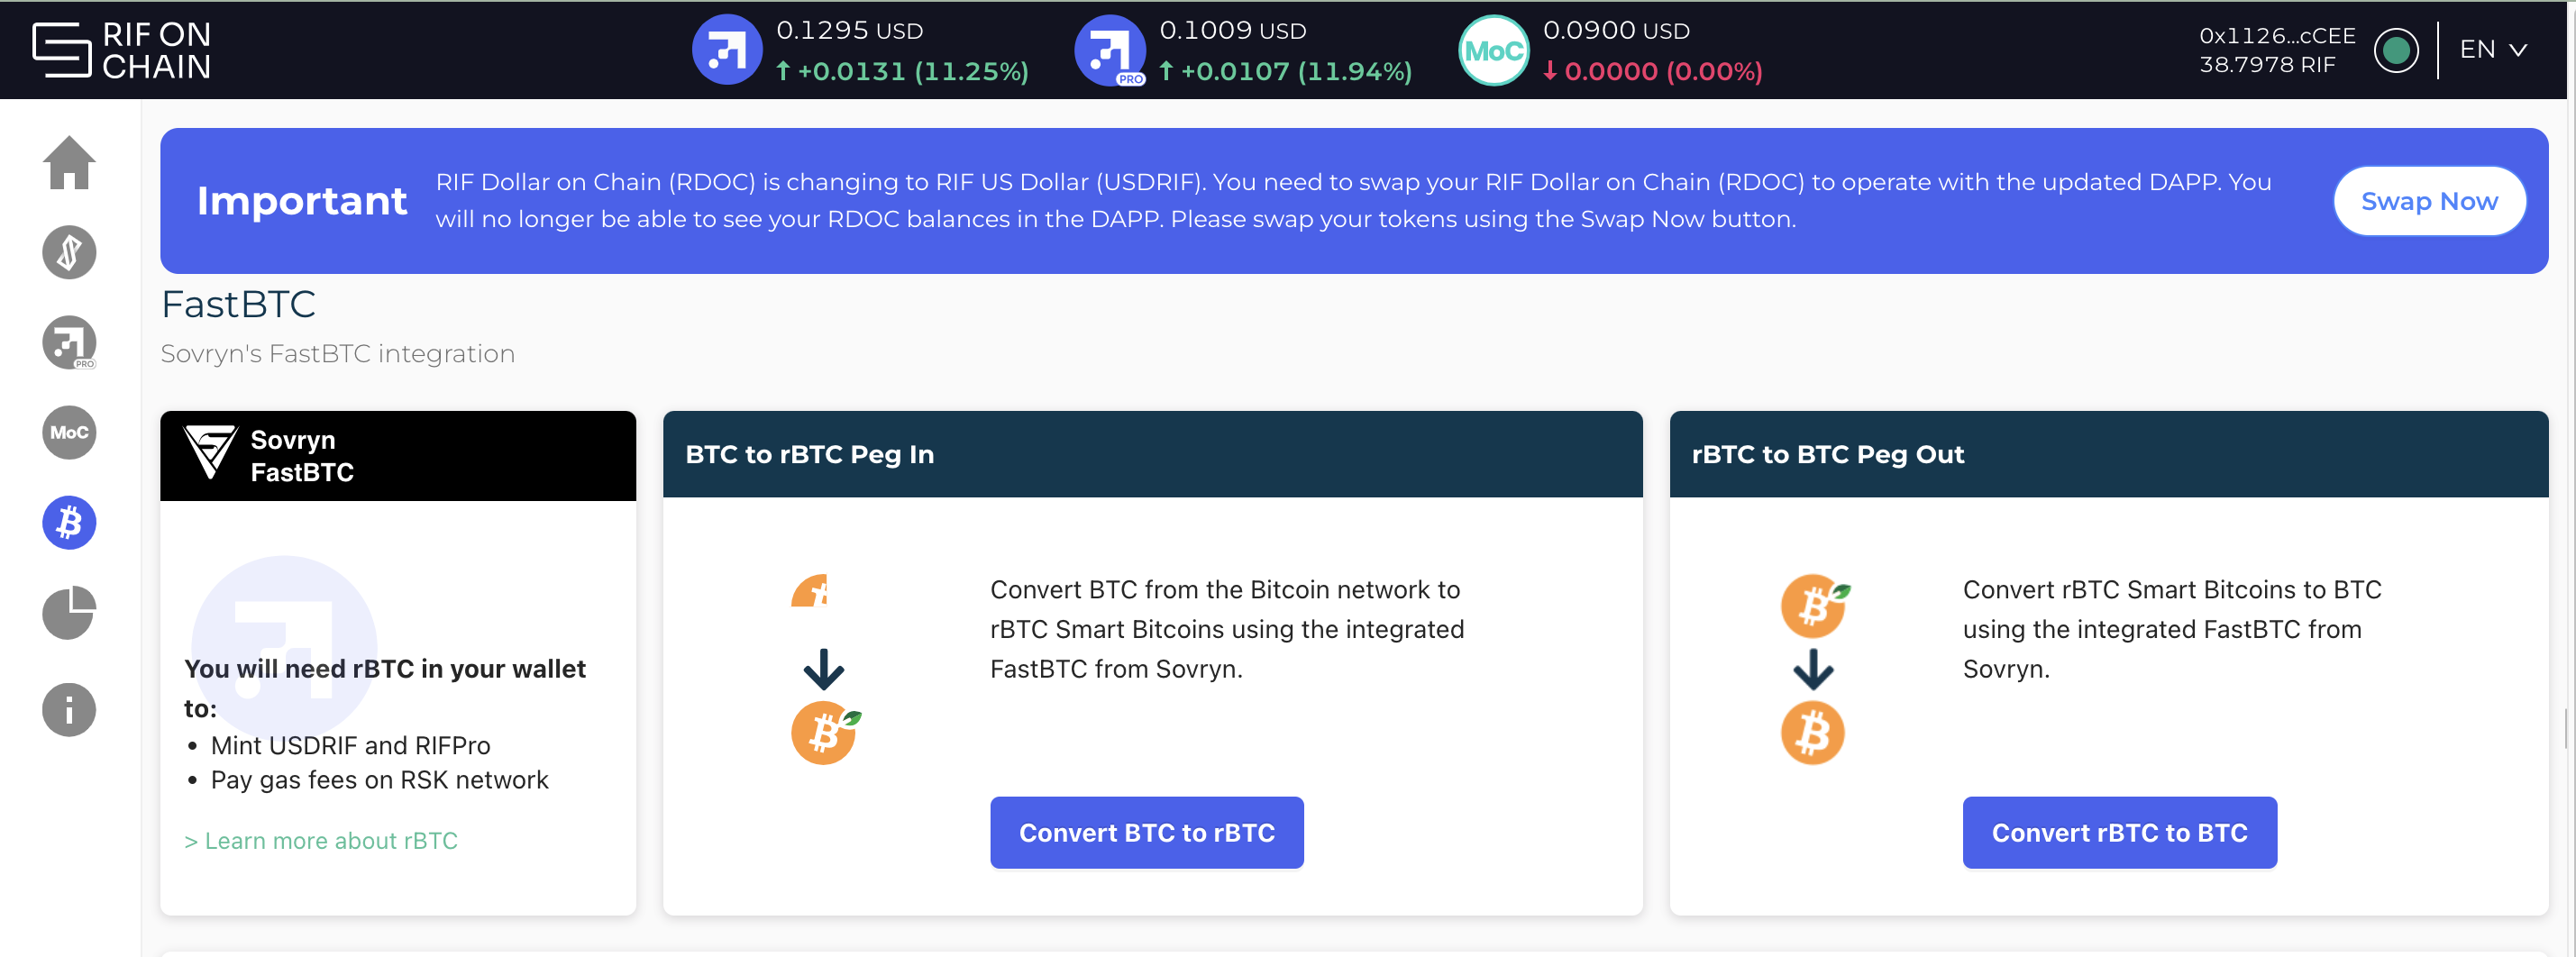 RIF ON
CHAIN
0.1295 USD
+0.0131 (11.25%)
PRO
0.1009 USD
+0.0107 (11.94%)
MoC
0.0900 USD
0.0000 (0.00%)
0x1126...cCEE
38.7978 RIF
EN
Important
RIF Dollar on Chain (RDOC) is changing to RIF US Dollar (USDRIF). You need to swap your RIF Dollar on Chain (RDOC) to operate with the updated DAPP. You
will no longer be able to see your RDOC balances in the DAPP. Please swap your tokens using the Swap Now button.
Swap Now
PRO
MoC
FastBTC
Sovryn's FastBTC integration
Sovryn
FastBTC
You will need rBTC in your wallet
to:
• Mint USDRIF and RIFPro
• Pay gas fees on RSK network
> Learn more about rBTC
BTC to rBTC Peg In
Convert BTC from the Bitcoin network to
rBTC Smart Bitcoins using the integrated
FastBTC from Sovryn.
Convert BTC to rBTC
rBTC to BTC Peg Out
Convert rBTC Smart Bitcoins to BTC
using the integrated FastBTC from
Sovryn.
Convert rBTC to BTC